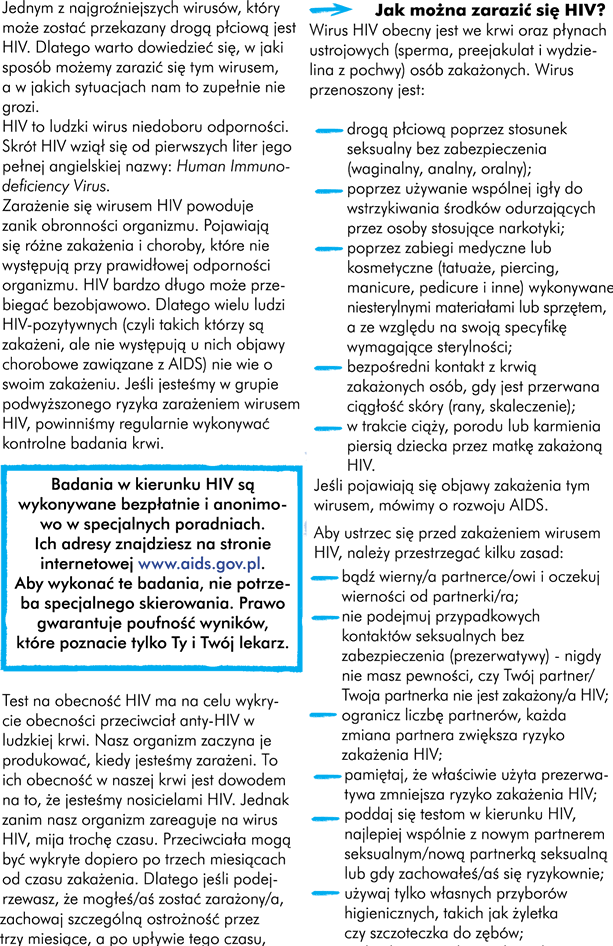 Jednym z najgroźniejszych wirusów, który
może zostać przekazany drogą płciową jest
HIV. Dlatego warto dowiedzieć się, w jaki
sposób możemy zarazić się tym wirusem,
a w jakich sytuacjach nam to zupełnie nie
grozi.
HIV to ludzki wirus niedoboru odporności.
Skrót HIV wziął się od pierwszych liter jego
pełnej angielskiej nazwy: Human Immuno-
deficiency Virus.
Zarażenie się wirusem HIV powoduje
zanik obronności organizmu. Pojawiają
się różne zakażenia i choroby, które nie
występują przy prawidłowej odporności
organizmu. HIV bardzo długo może prze-
biegać bezobjawowo. Dlatego wielu ludzi
HIV-pozytywnych (czyli takich którzy są
zakażeni, ale nie występują u nich objawy
chorobowe zawiązane z AIDS) nie wie o
swoim zakażeniu. Jeśli jesteśmy w grupie
podwyższonego ryzyka zarażeniem wirusem
HIV, powinniśmy regularnie wykonywać
kontrolne badania krwi.
Badania w kierunku HIV są
wykonywane bezpłatnie i anonimo-
wo w specjalnych poradniach.
Ich adresy znajdziesz na stronie
internetowej www.aids.gov.pl.
Aby wykonać te badania, nie potrze-
ba specjalnego skierowania. Prawo
gwarantuje poufność wyników,
które poznacie tylko Ty i Twój lekarz.
Test na obecność HIV ma na celu wykry-
cie obecności przeciwciał anty-HIV w
ludzkiej krwi. Nasz organizm zaczyna je
produkować, kiedy jesteśmy zarażeni. To
ich obecność w naszej krwi jest dowodem
na to, że jesteśmy nosicielami HIV. Jednak
zanim nasz organizm zareaguje na wirus
HIV, mija trochę czasu. Przeciwciała mogą
być wykryte dopiero po trzech miesiącach
od czasu zakażenia. Dlatego jeśli podej-
rzewasz, że mogłeś/aś zostać zarażony/a,
zachowaj szczególną ostrożność przez
trzy miesiące, a po upływie tego czasu,
Jak można zarazić się HIV?
Wirus HIV obecny jest we krwi oraz płynach
ustrojowych (sperma, preejakulat i wydzie-
lina z pochwy) osób zakażonych. Wirus
przenoszony jest:
drogą płciową poprzez stosunek
seksualny bez zabezpieczenia
(waginalny, analny, oralny);
poprzez używanie wspólnej igły do
wstrzykiwania środków odurzających
przez osoby stosujące narkotyki;
poprzez zabiegi medyczne lub
kosmetyczne (tatuaże, piercing,
manicure, pedicure i inne) wykonywane
niesterylnymi materiałami lub sprzętem,
a ze względu na swoją specyfikę
wymagające sterylności;
bezpośredni kontakt z krwią
zakażonych osób, gdy jest przerwana
ciągłość skóry (rany, skaleczenie);
w trakcie ciąży, porodu lub karmienia
piersią dziecka przez matkę zakażoną
HIV.
Jeśli pojawiają się objawy zakażenia tym
wirusem, mówimy o rozwoju AIDS.
Aby ustrzec się przed zakażeniem wirusem
HIV, należy przestrzegać kilku zasad:
bądź wierny/a partnerce/owi i oczekuj
wierności od partnerki/ra;
nie podejmuj przypadkowych
kontaktów seksualnych bez
zabezpieczenia (prezerwatywy) - nigdy
nie masz pewności, czy Twój partner/
Twoja partnerka nie jest zakażony/a HIV;
ogranicz liczbę partnerów, każda
zmiana partnera zwiększa ryzyko
zakażenia HIV;
pamiętaj, że właściwie użyta prezerwa-
tywa zmniejsza ryzyko zakażenia HIV;
poddaj się testom w kierunku HIV,
najlepiej wspólnie z nowym partnerem
seksualnym/nową partnerką seksualną
lub gdy zachowałeś/aś się ryzykownie;
używaj tylko własnych przyborów
higienicznych, takich jak żyletka
czy szczoteczka do zębów;